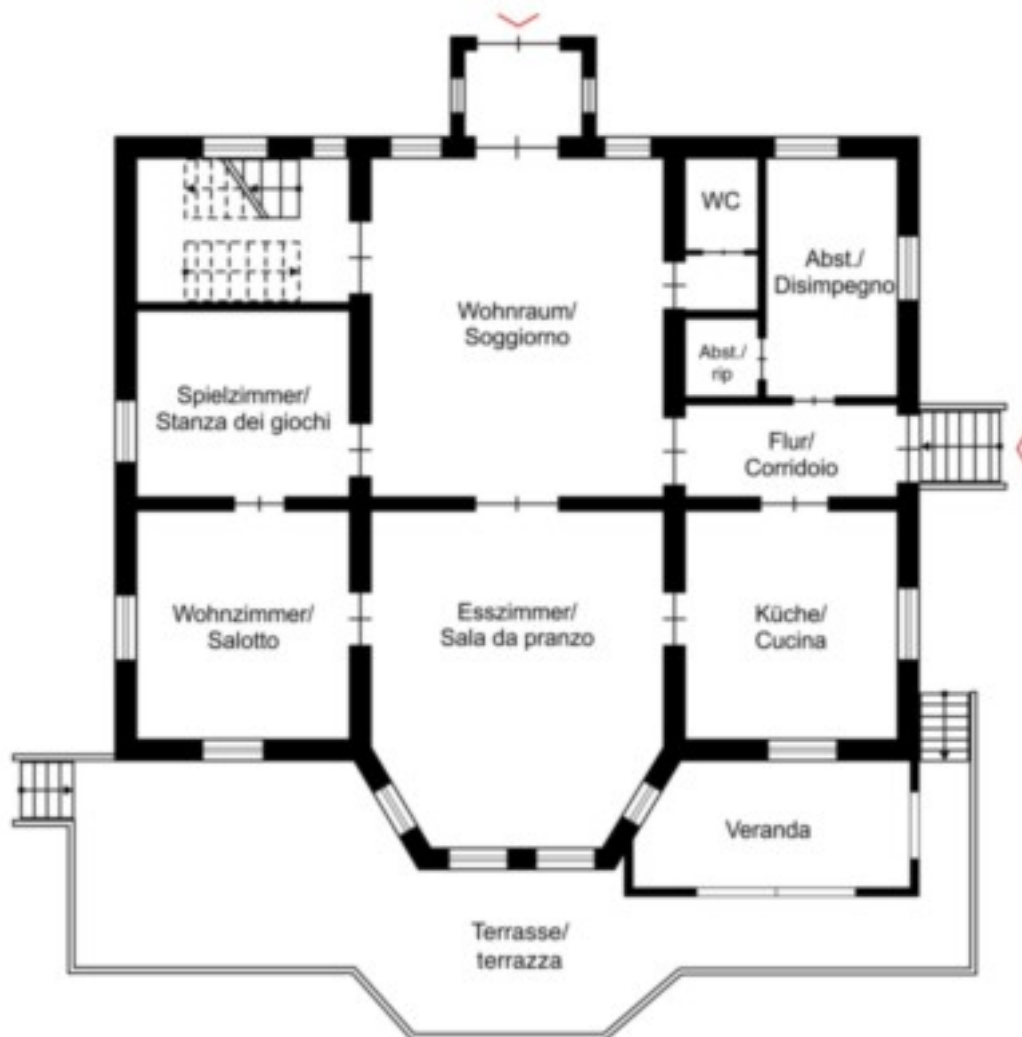 WC
Abst./
Disimpegno
Wohnraum/
Soggiorno
Abst./
rip
Spielzimmer/
Stanza dei giochi
Flur/
Corridoio
Wohnzimmer/
Salotto
Esszimmer/
Sala da pranzo
Küche/
Cucina
Veranda
Terrasse/
terrazza